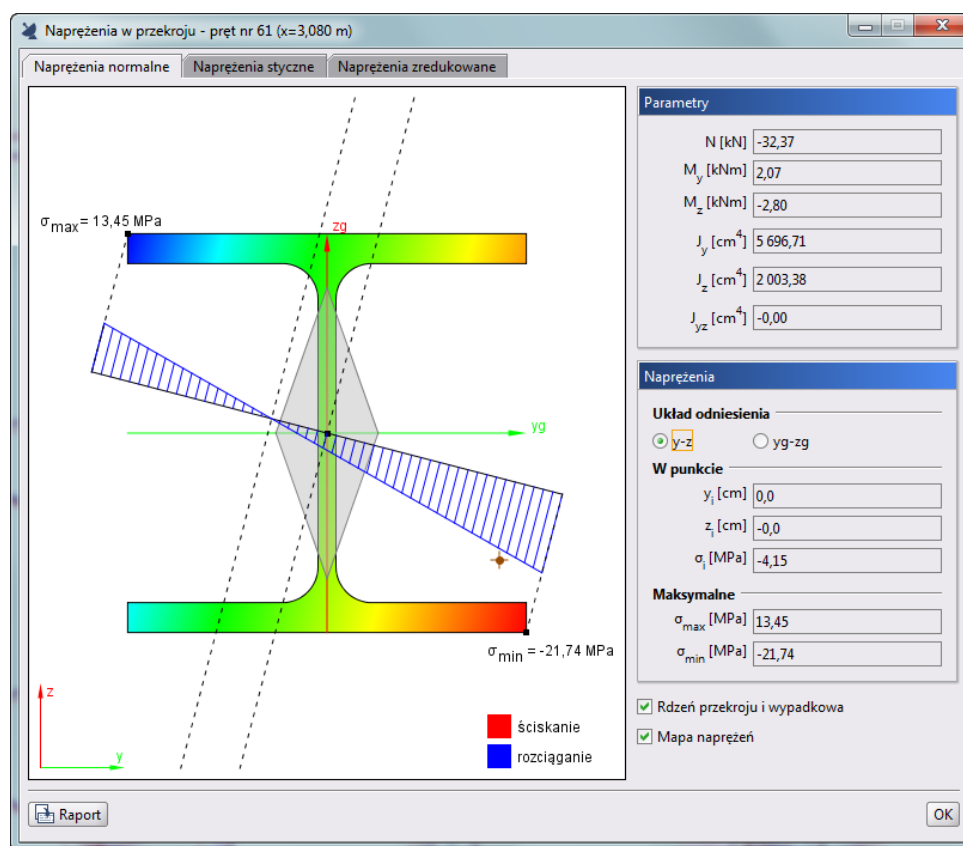 Naprężenia w przekroju - pręt nr 61 (x=3,080 m)
Naprężenia normalne Naprężenia styczne Naprężenia zredukowane
σmax = 13,45 MPa
zg
yg
σmin = -21,74 MPa
z
y
ściskanie
rozciąganie
Parametry
N [kN] -32,37
My [kNm] 2,07
Mz [kNm] -2,80
Jy [cm4] 5 696,71
Jz [cm4] 2 003,38
Jyz [cm4] -0,00
Naprężenia
Układ odniesienia
y-z yg-zg
W punkcie
yi [cm] 0,0
zi [cm] -0,0
σi [MPa] -4,15
Maksymalne
σmax [MPa] 13,45
σmin [MPa] -21,74
Rdzeń przekroju i wypadkowa
Mapa naprężeń
Raport OK